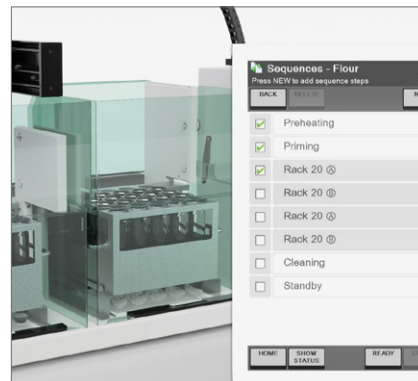 Sequences - Flour
Press NEW to add sequence steps
BACK DELETE
Preheating
Priming
Rack 20 Ⓐ
Rack 20 Ⓑ
Rack 20 Ⓐ
Rack 20 Ⓑ
Cleaning
Standby
HOME SHOW STATUS READY